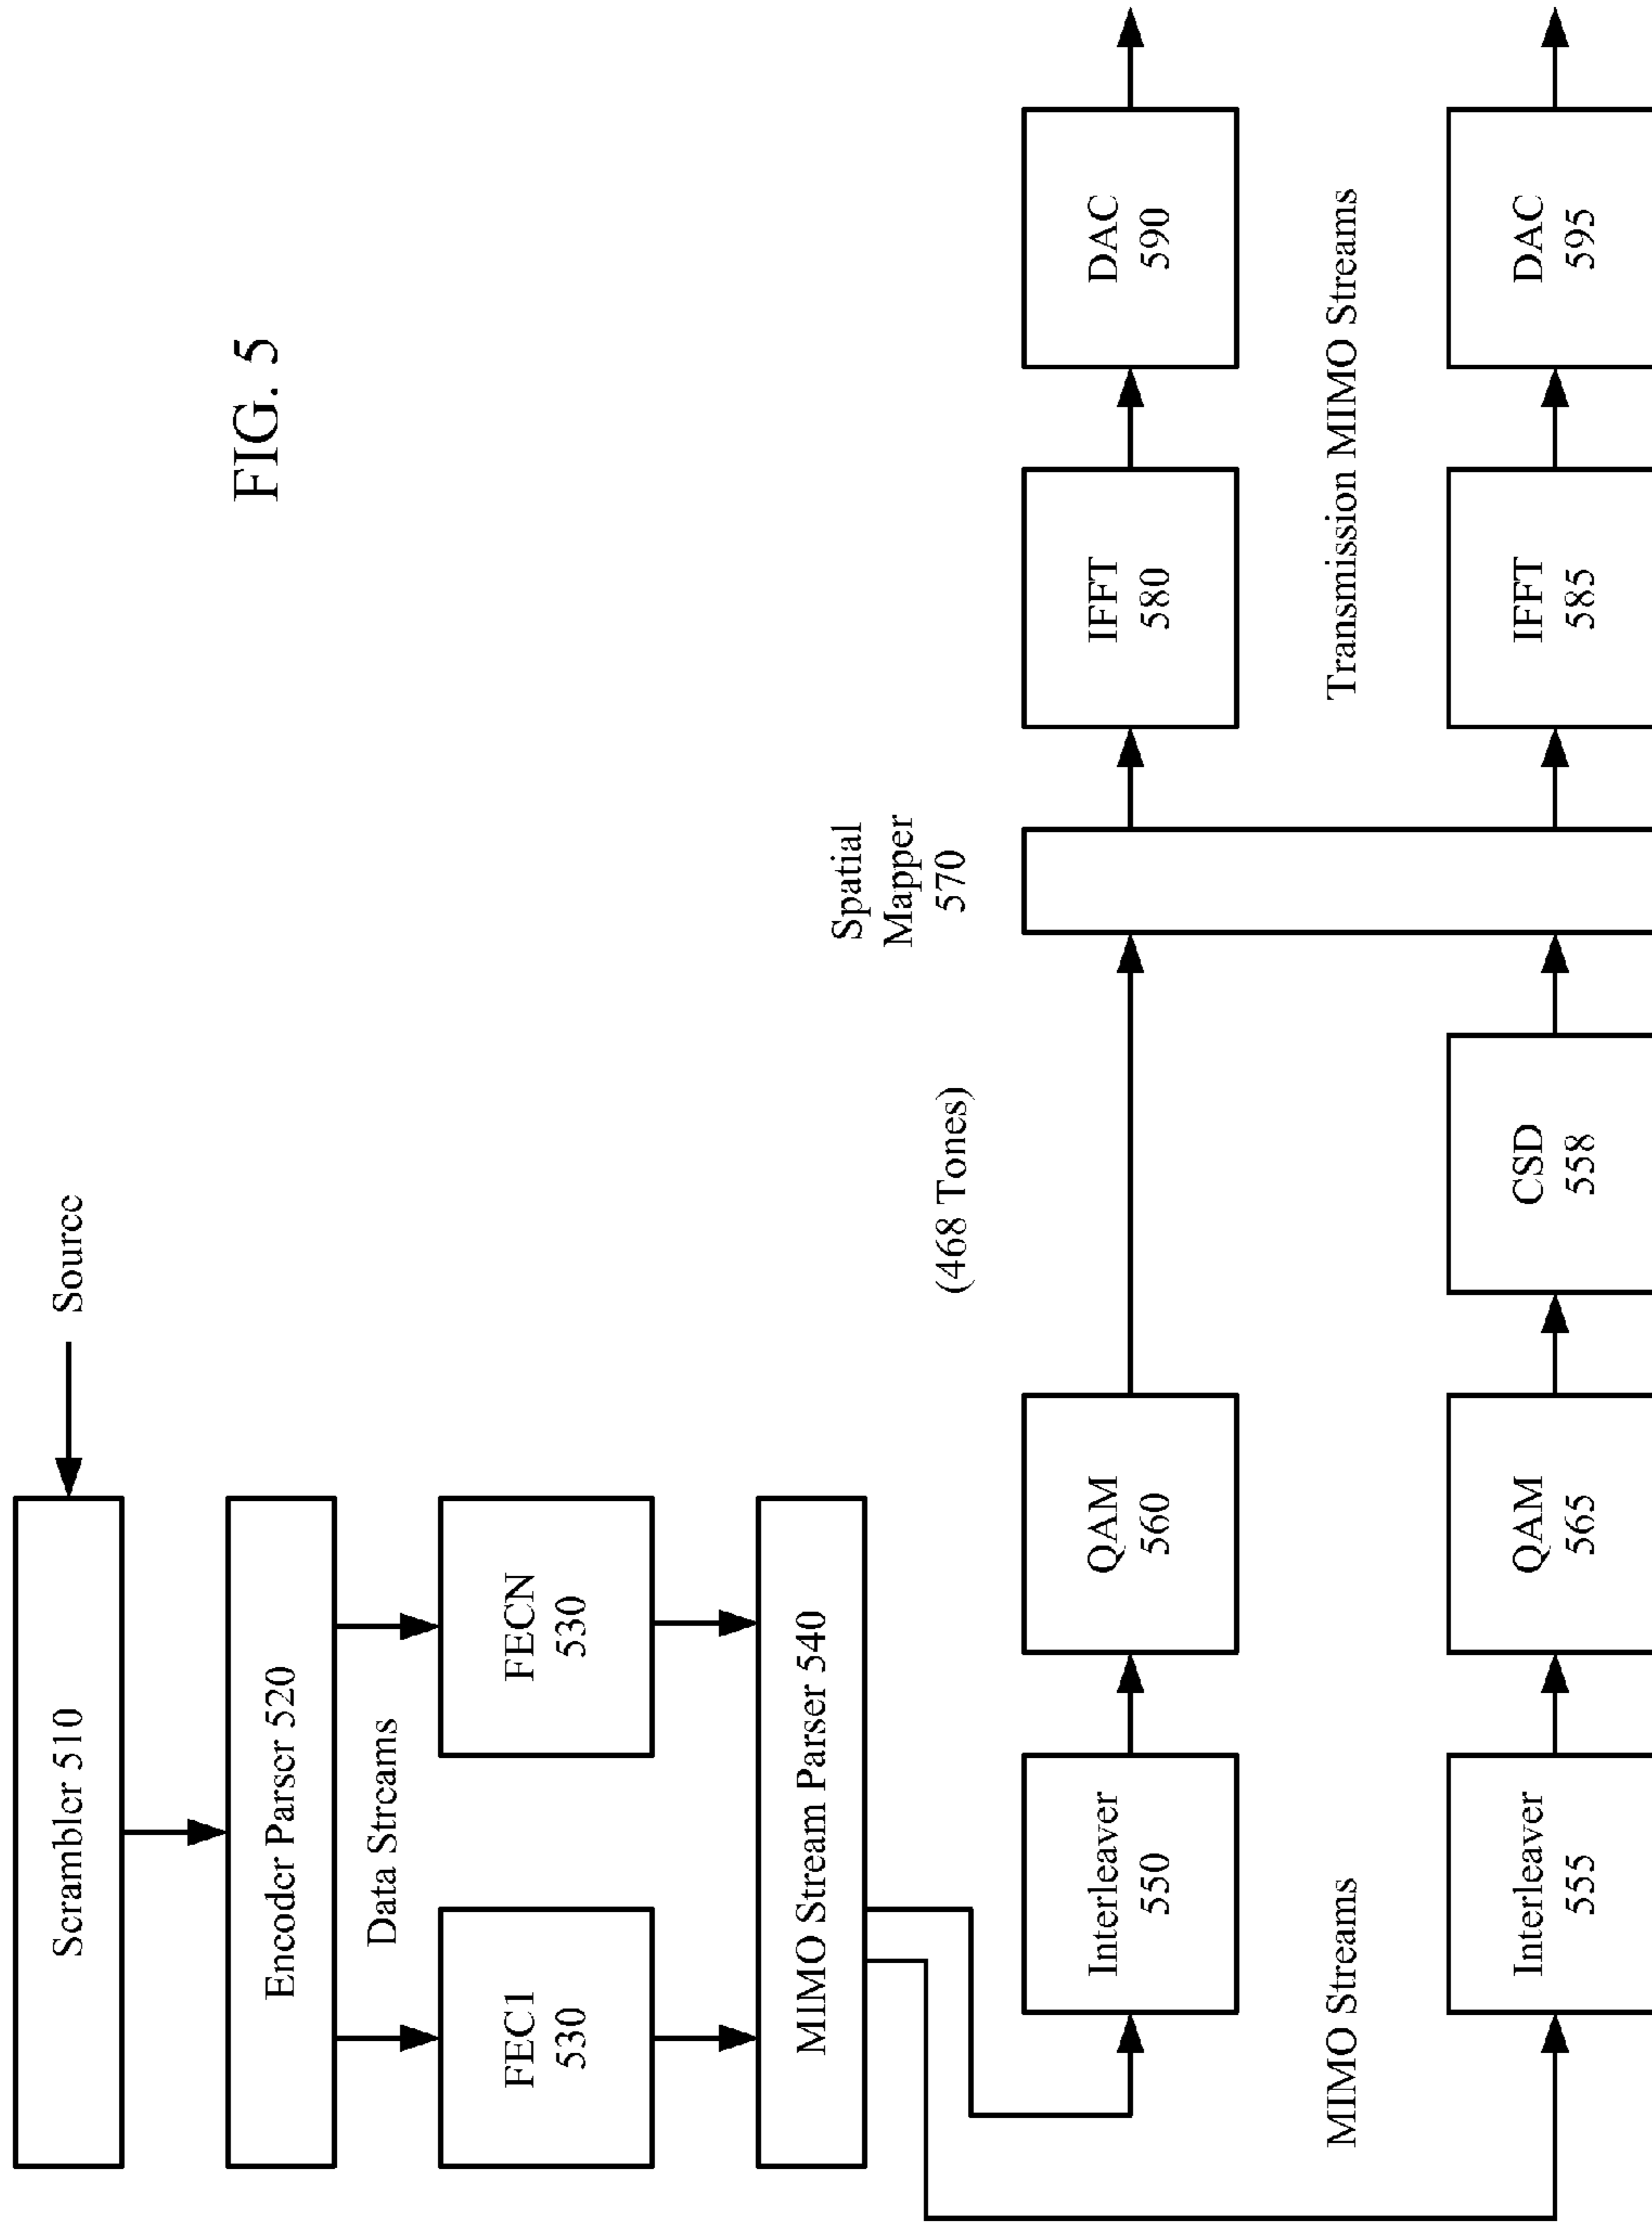 FIG. 5
Source
Scrambler 510
Encoder Parser 520
Data Streams
FEC1
530
FECN
530
MIMO Stream Parser 540
MIMO Streams
Interleaver
550
QAM
560
(468 Tones)
Spatial
Mapper
570
IFFT
580
DAC
590
Transmission MIMO Streams
Interleaver
555
QAM
565
CSD
558
IFFT
585
DAC
595